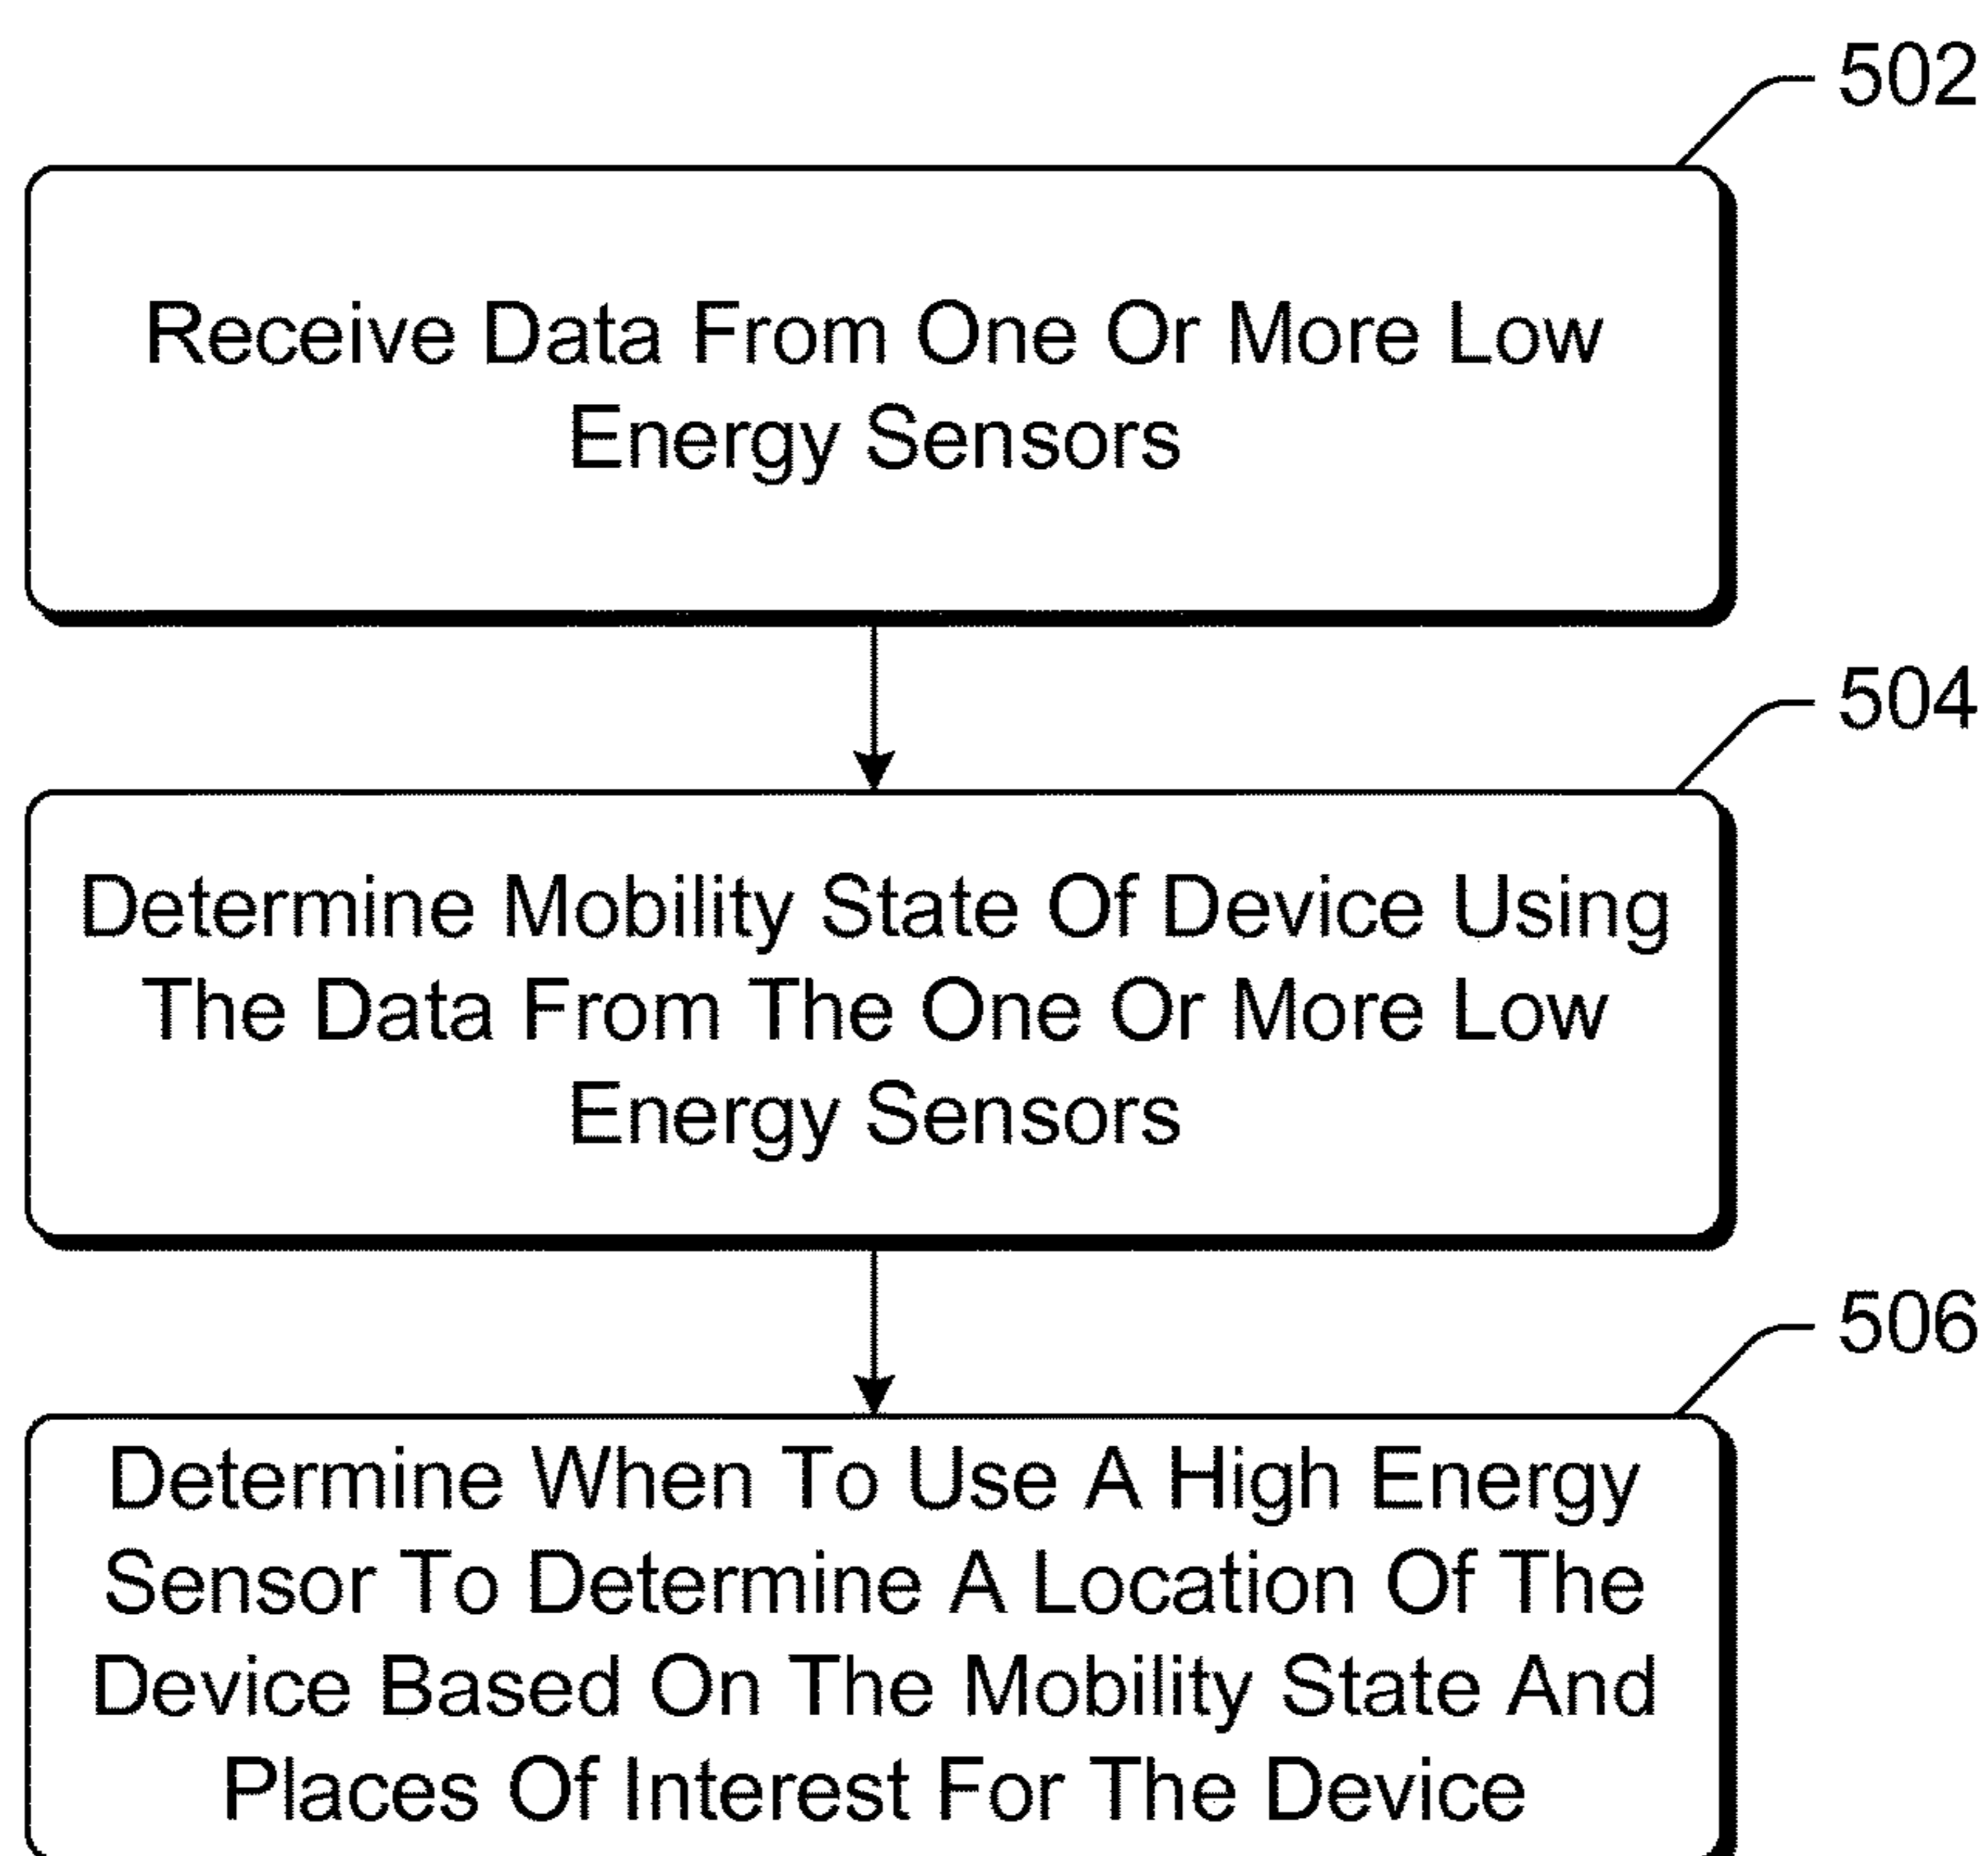 502
Receive Data From One Or More Low
Energy Sensors
504
Determine Mobility State Of Device Using
The Data From The One Or More Low
Energy Sensors
506
Determine When To Use A High Energy
Sensor To Determine A Location Of The
Device Based On The Mobility State And
Places Of Interest For The Device